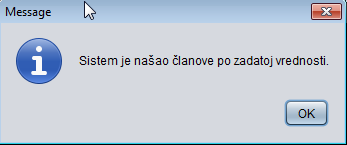 Message
Sistem je našao članove po zadatoj vrednosti.
OK